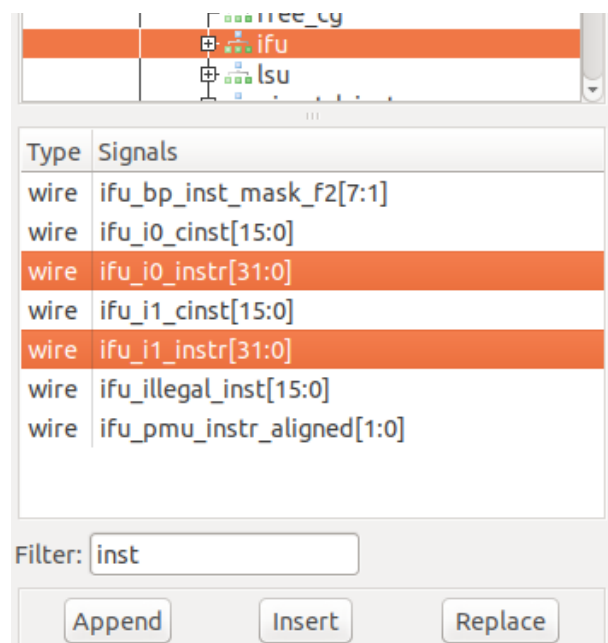 free_cg
ifu
lsu
Type Signals
wire ifu_bp_inst_mask_f2[7:1]
wire ifu_i0_cinst[15:0]
wire ifu_i0_instr[31:0]
wire ifu_i1_cinst[15:0]
wire ifu_i1_instr[31:0]
wire ifu_illegal_inst[15:0]
wire ifu_pmu_instr_aligned[1:0]
Filter: inst
Append Insert Replace